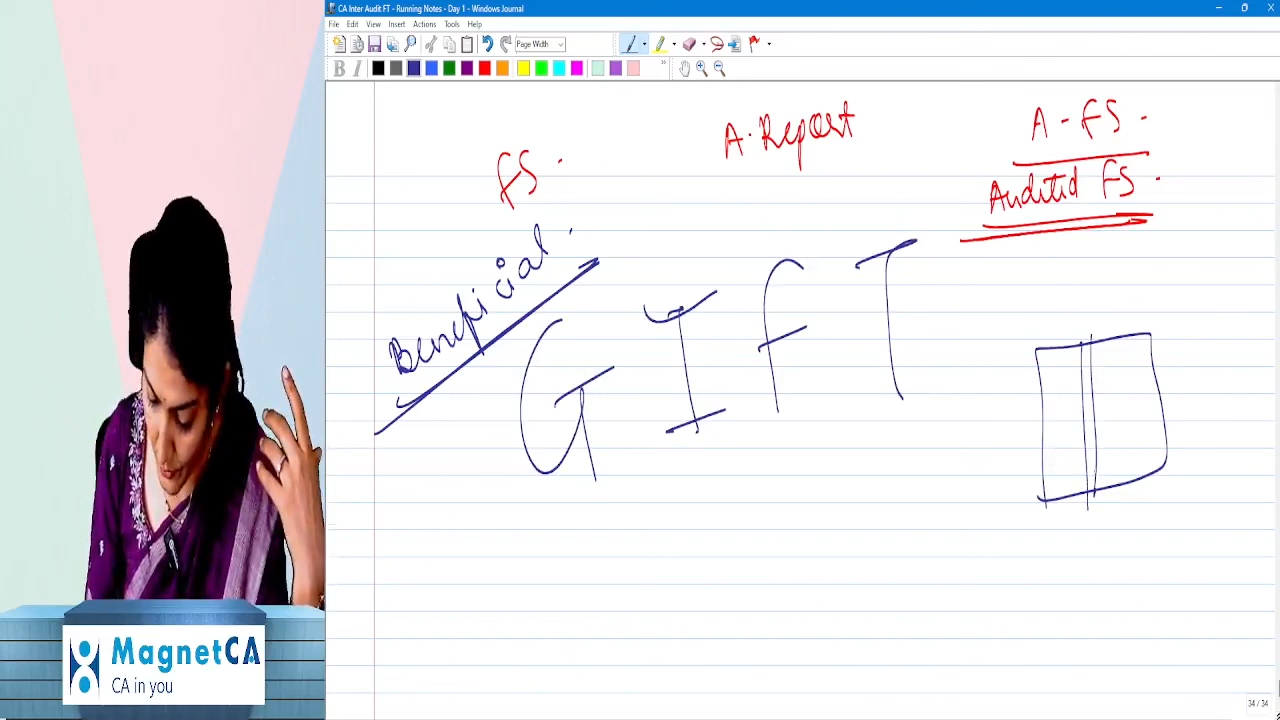 CA Inter Audit FT - Running Notes - Day 1 - Windows Journal
File Edit View Insert Actions Tools Help
Page Width
B I
FS.
A. Report
A - FS.
Audited FS.
Beneficial.
G I F T
MagnetCA
CA in you
34 / 34